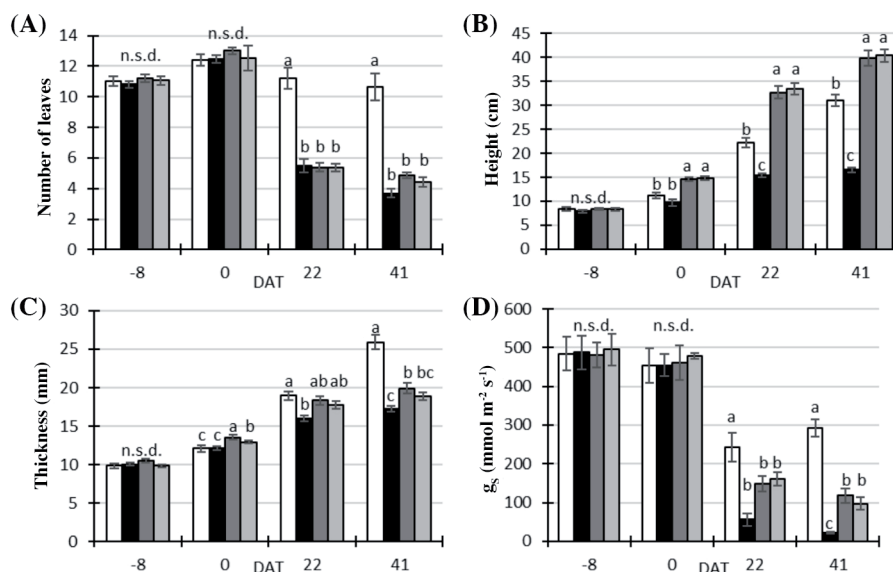 (A)
Number of leaves
14
12
10
8
6
4
2
0
n.s.d.
n.s.d.
a
b b b
a
b b b
-8 0 22 41
DAT
(B)
Height (cm)
45
40
35
30
25
20
15
10
5
0
n.s.d.
b b a a
b c a a
b c a a
-8 0 22 41
DAT
(C)
Thickness (mm)
30
25
20
15
10
5
0
n.s.d.
c c a b
a b ab ab
a c b bc
-8 0 22 41
DAT
(D)
gs (mmol m⁻² s⁻¹)
600
500
400
300
200
100
0
n.s.d.
n.s.d.
a b b b
a c b b
-8 0 22 41
DAT